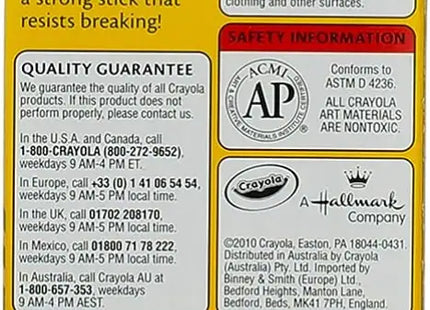 a strong stick that
resists breaking!
QUALITY GUARANTEE
We guarantee the quality of all Crayola
products. If this product does not
perform properly, please contact us.
In the U.S.A. and Canada, call
1-800-CRAYOLA (800-272-9652),
weekdays 9 AM-4 PM ET.
In Europe, call +33 (0) 1 41 06 54 54,
weekdays 9 AM-5 PM local time.
In the UK, call 01702 208170,
weekdays 9 AM-5 PM local time.
In Mexico, call 01800 71 78 222,
weekdays 9 AM-5 PM local time.
In Australia, call Crayola AU at
1-800-657-353, weekdays
9 AM-4 PM AEST.
clothing and other surfaces.
SAFETY INFORMATION
ACMI
AP
ART & CREATIVE MATERIALS INSTITUTE CERTIFIED
®
Conforms to
ASTM D 4236.
ALL CRAYOLA
ART MATERIALS
ARE NONTOXIC.
Crayola
A Hallmark
Company
©2010 Crayola, Easton, PA 18044-0431.
Distributed in Australia by Crayola
(Australia) Pty. Ltd. Imported by
Binney & Smith (Europe) Ltd.,
Bedford Heights, Manton Lane,
Bedford, Beds, MK41 7PH, England.